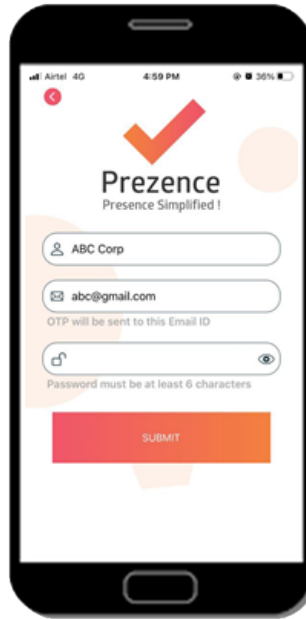 Airtel 4G 4:59 PM 36%
Prezence
Presence Simplified !
ABC Corp
abc@gmail.com
OTP will be sent to this Email ID
Password must be at least 6 characters
SUBMIT